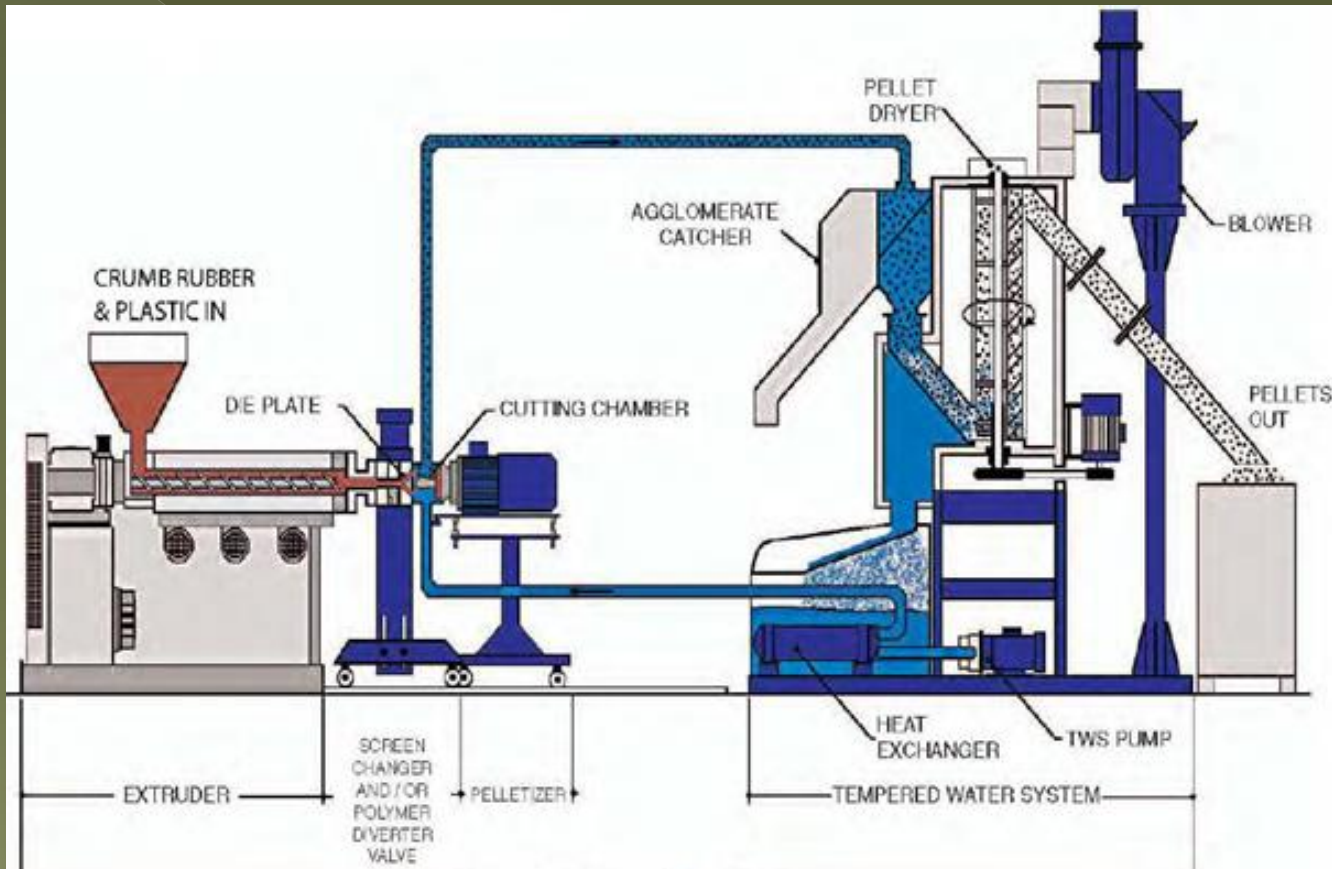 PELLET
DRYER
AGGLOMERATE
CATCHER
BLOWER
CRUMB RUBBER
& PLASTIC IN
DIE PLATE
CUTTING CHAMBER
PELLETS
OUT
HEAT
EXCHANGER
TWS PUMP
SCREEN
CHANGER
AND / OR
POLYMER
DIVERTER
VALVE
EXTRUDER
PELLETIZER
TEMPERED WATER SYSTEM